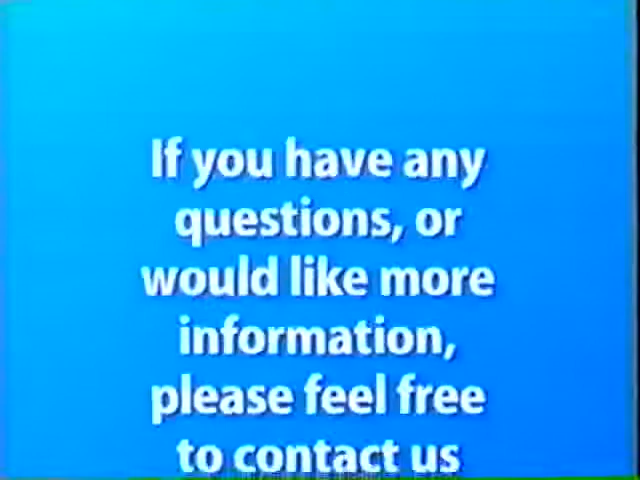 If you have any
questions, or
would like more
information,
please feel free
to contact us